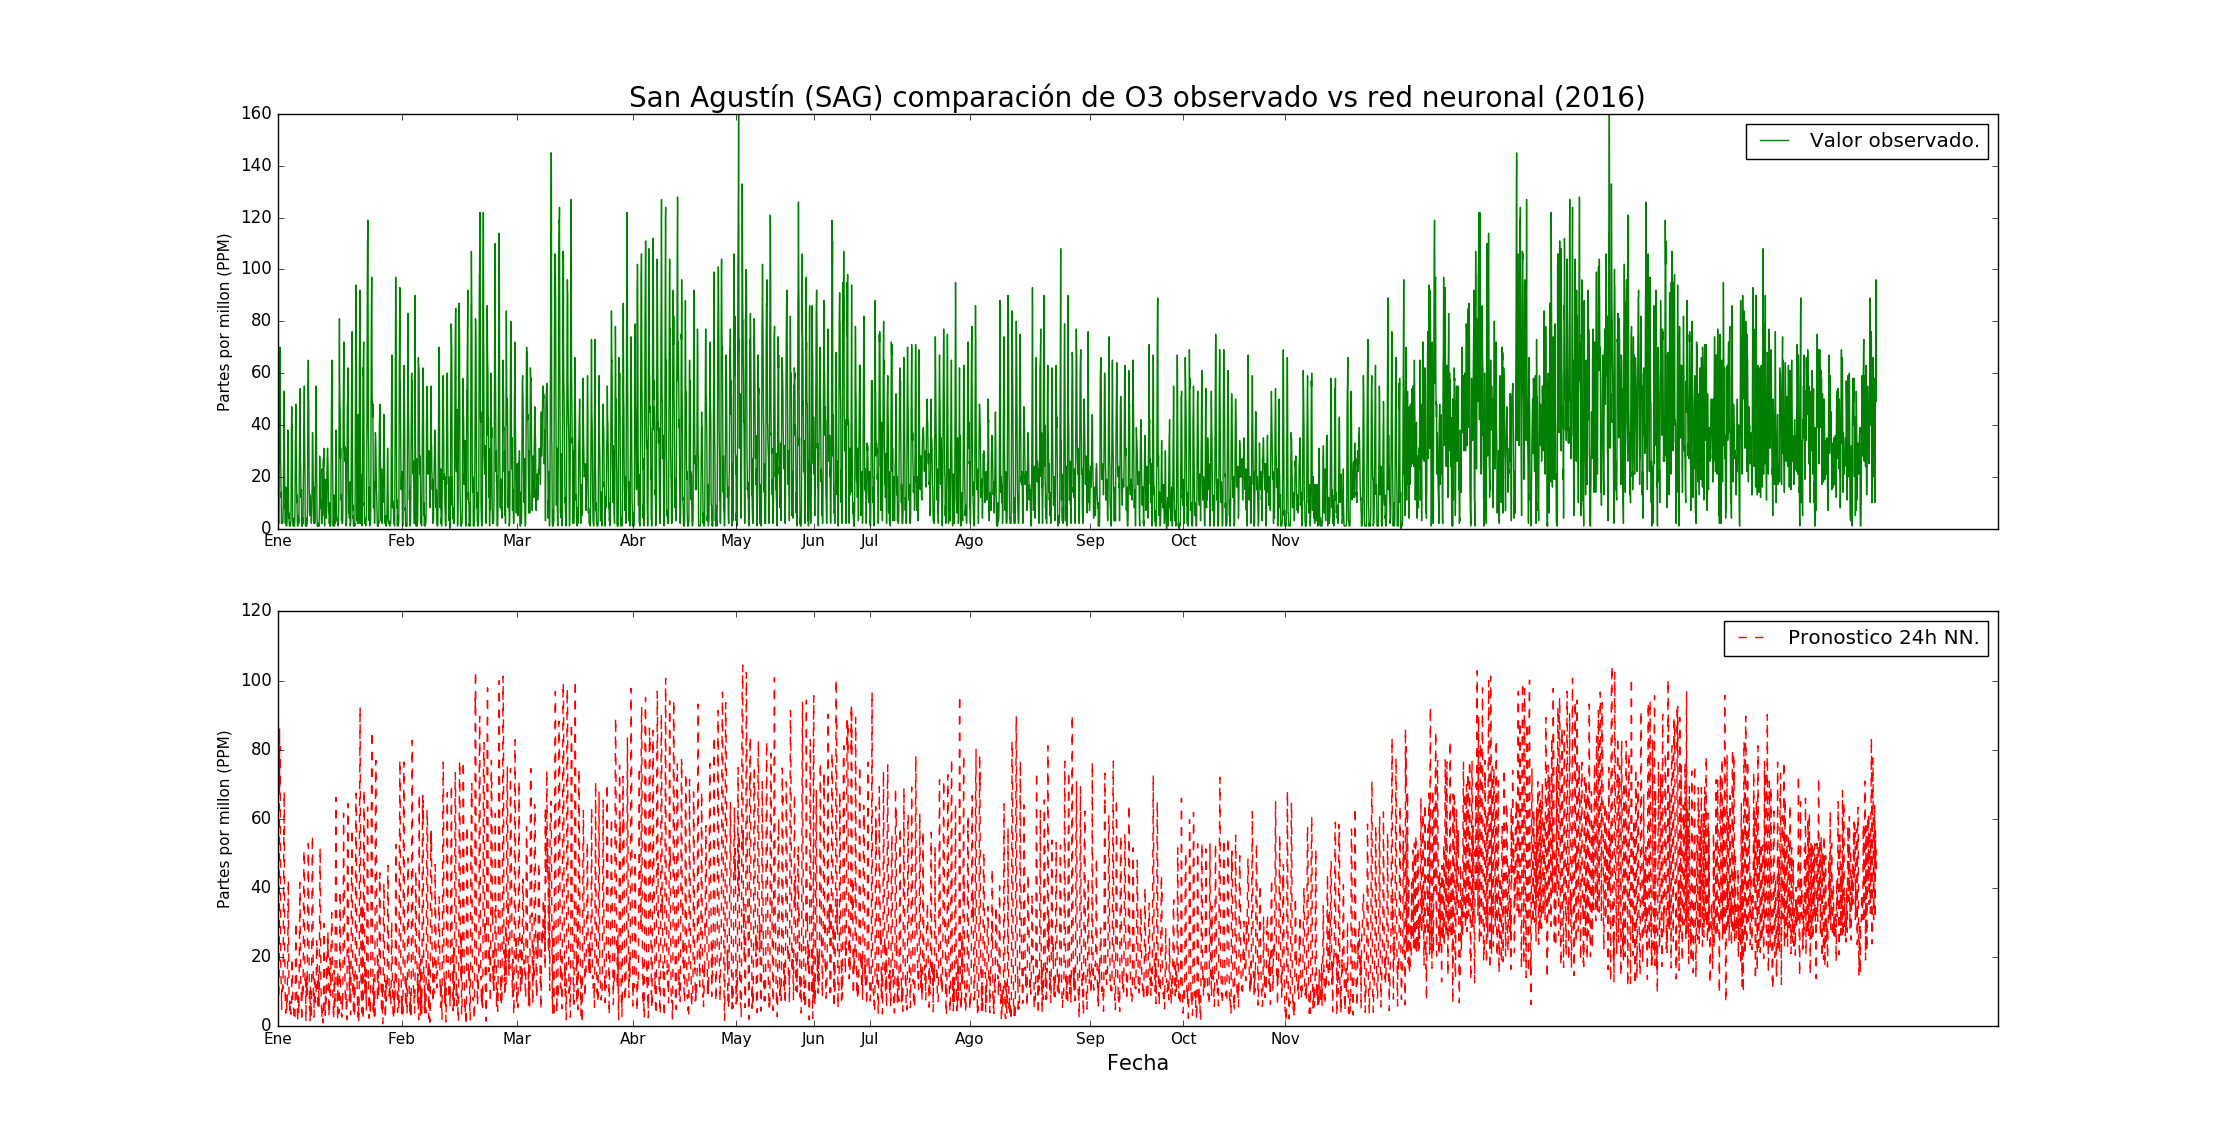 San Agustín (SAG) comparación de O3 observado vs red neuronal (2016)
160
140
120
100
80
60
40
20
0
Partes por millon (PPM)
Valor observado.
Ene Feb Mar Abr May Jun Jul Ago Sep Oct Nov
120
100
80
60
40
20
0
Partes por millon (PPM)
Pronostico 24h NN.
Ene Feb Mar Abr May Jun Jul Ago Sep Oct Nov
Fecha